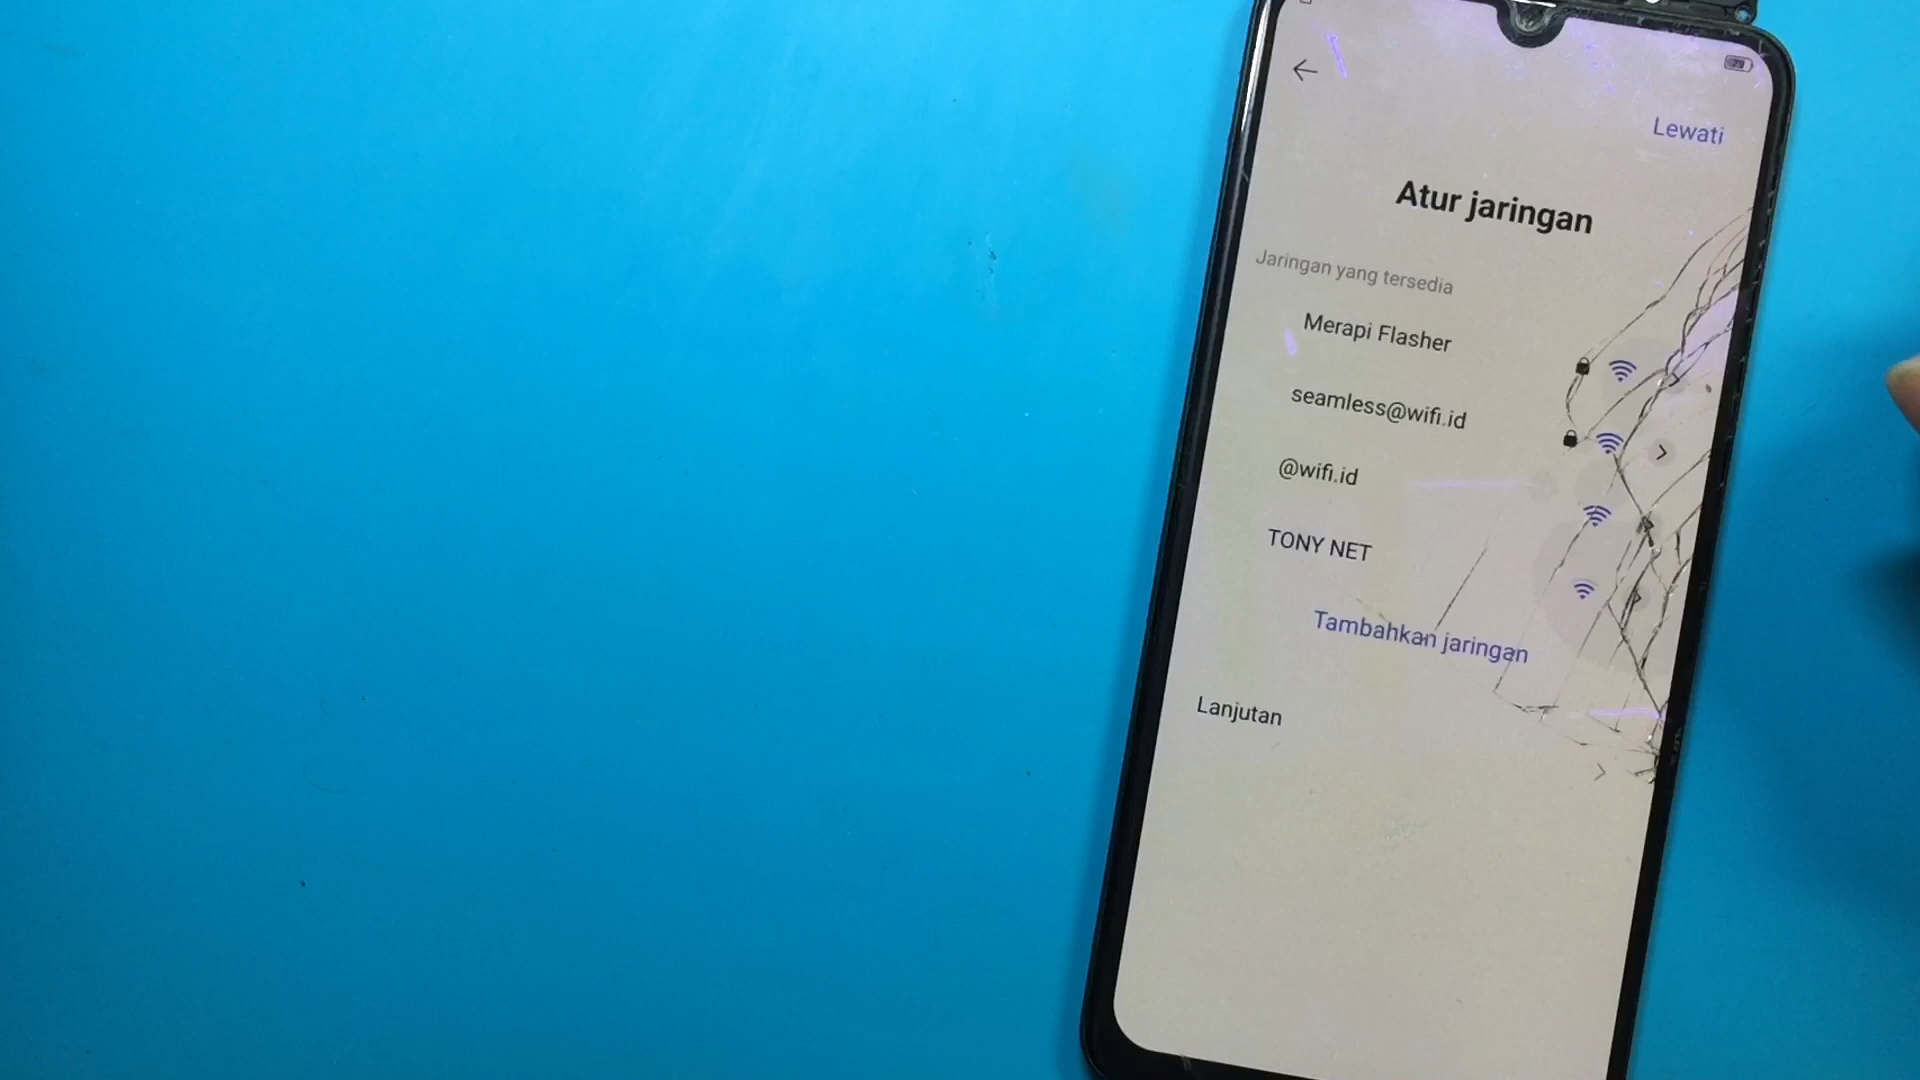 Lewati
Atur jaringan
Jaringan yang tersedia
Merapi Flasher
seamless@wifi.id
@wifi.id
TONY NET
Tambahkan jaringan
Lanjutan